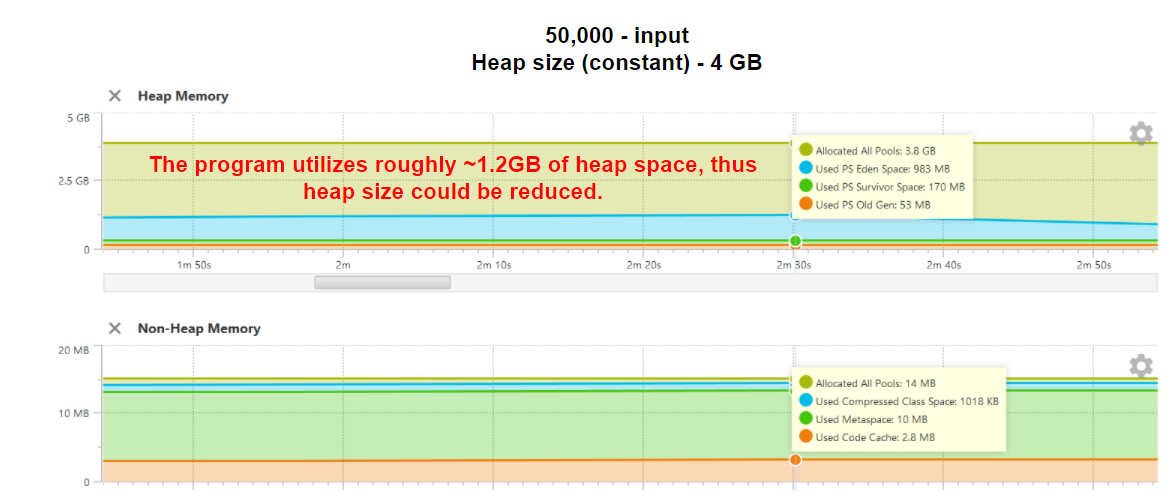 50,000 - input
Heap size (constant) - 4 GB
Heap Memory
5 GB
2.5 GB
0
The program utilizes roughly ~1.2GB of heap space, thus
heap size could be reduced.
Allocated All Pools: 3.8 GB
Used PS Eden Space: 983 MB
Used PS Survivor Space: 170 MB
Used PS Old Gen: 53 MB
1m 50s
2m
2m 10s
2m 20s
2m 30s
2m 40s
2m 50s
Non-Heap Memory
20 MB
10 MB
0
Allocated All Pools: 14 MB
Used Compressed Class Space: 1018 KB
Used Metaspace: 10 MB
Used Code Cache: 2.8 MB